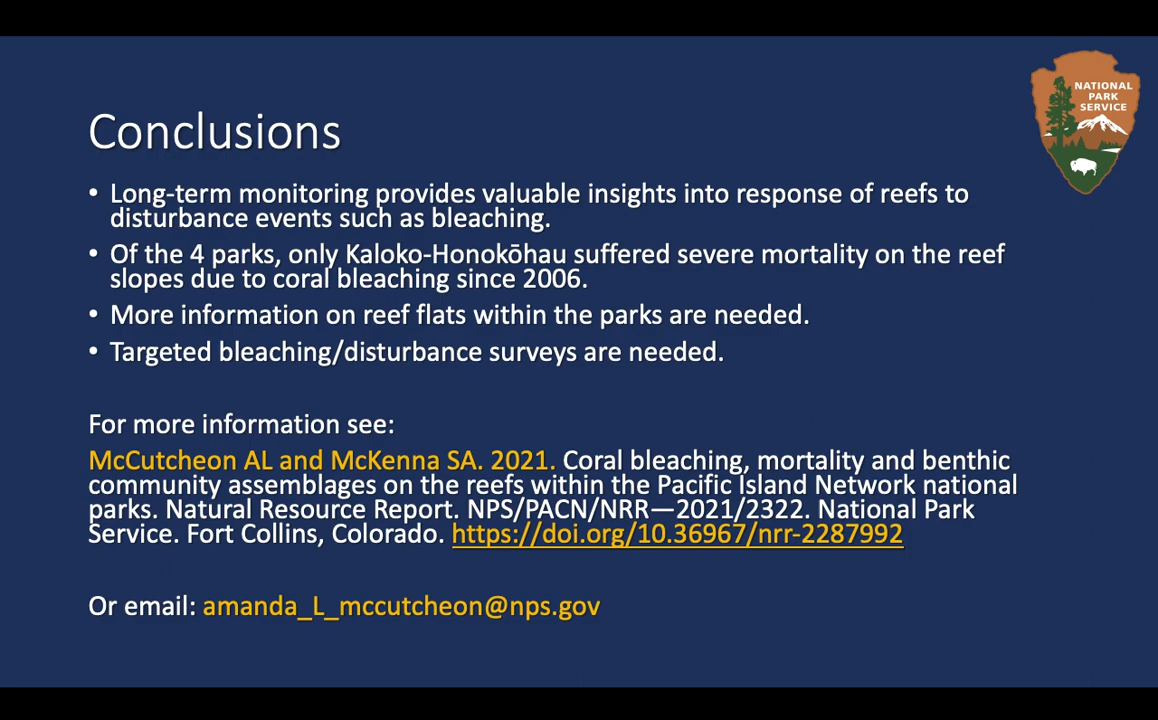 NATIONAL
PARK
SERVICE
Conclusions
• Long-term monitoring provides valuable insights into response of reefs to
disturbance events such as bleaching.
• Of the 4 parks, only Kaloko-Honokōhau suffered severe mortality on the reef
slopes due to coral bleaching since 2006.
• More information on reef flats within the parks are needed.
• Targeted bleaching/disturbance surveys are needed.
For more information see:
McCutcheon AL and McKenna SA. 2021. Coral bleaching, mortality and benthic
community assemblages on the reefs within the Pacific Island Network national
parks. Natural Resource Report. NPS/PACN/NRR—2021/2322. National Park
Service. Fort Collins, Colorado. https://doi.org/10.36967/nrr-2287992
Or email: amanda_L_mccutcheon@nps.gov